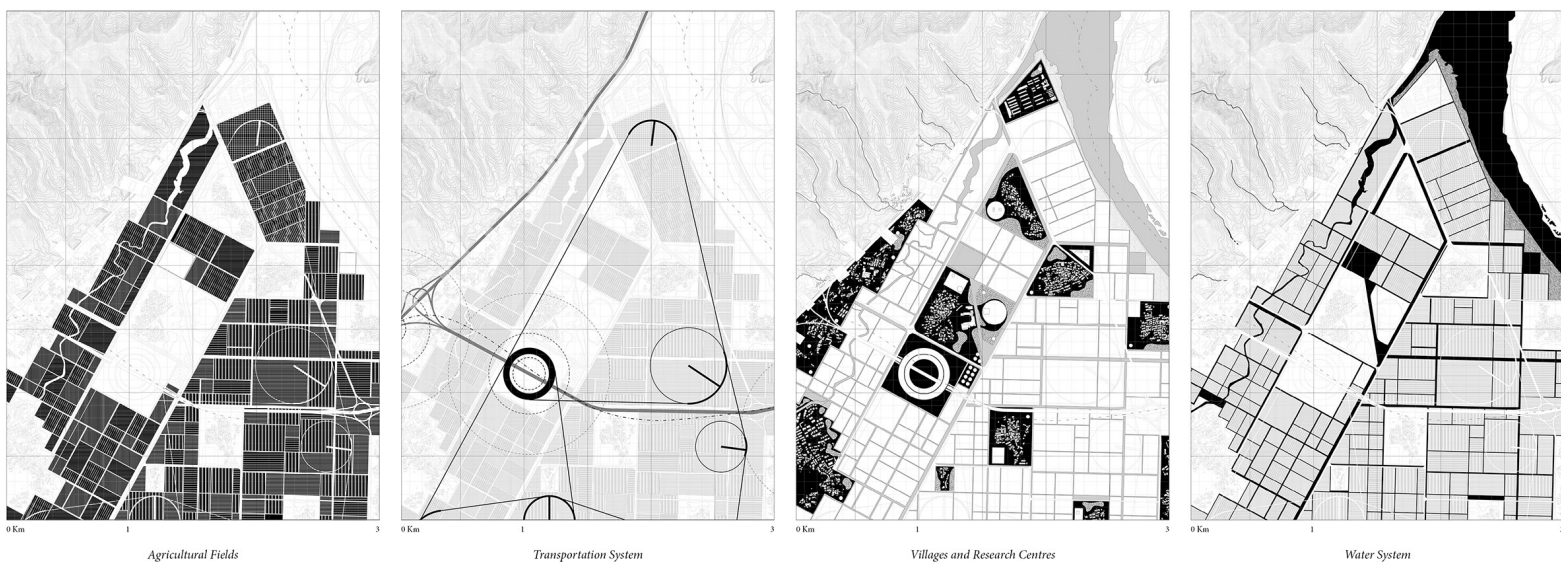 0 Km 1 3
0 Km 1 3
0 Km 1 3
0 Km 1
Agricultural Fields
Transportation System
Villages and Research Centres
Water System